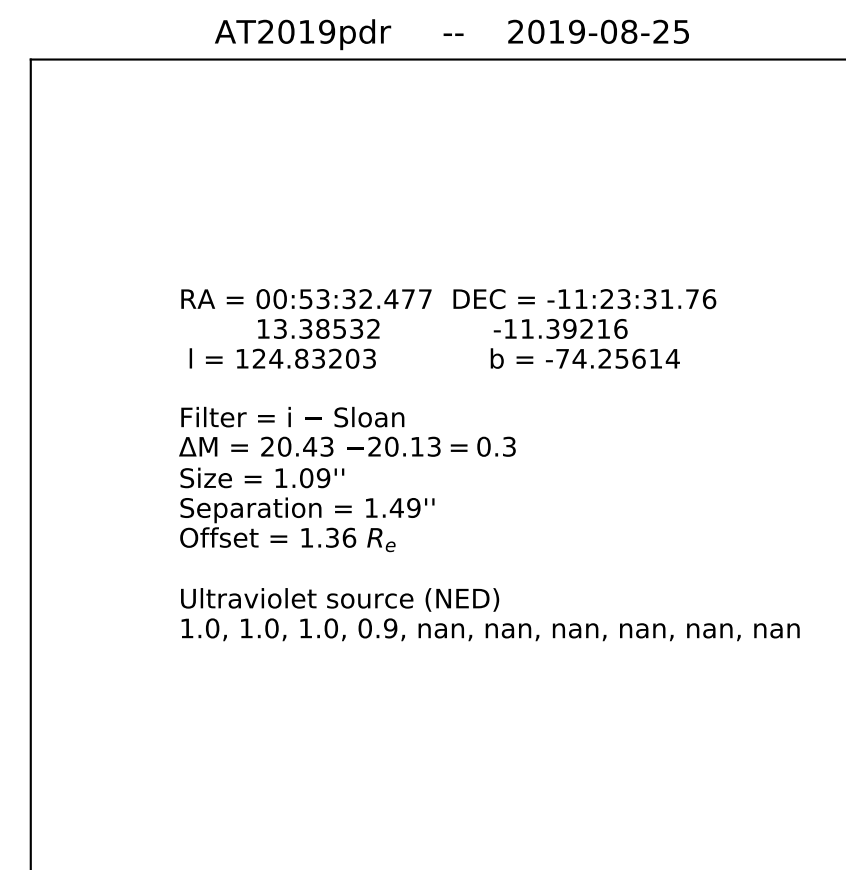 AT2019pdr -- 2019-08-25
RA = 00:53:32.477 DEC = -11:23:31.76
13.38532 -11.39216
l = 124.83203 b = -74.25614
Filter = i − Sloan
ΔM = 20.43 −20.13 = 0.3
Size = 1.09''
Separation = 1.49''
Offset = 1.36 Re
Ultraviolet source (NED)
1.0, 1.0, 1.0, 0.9, nan, nan, nan, nan, nan, nan